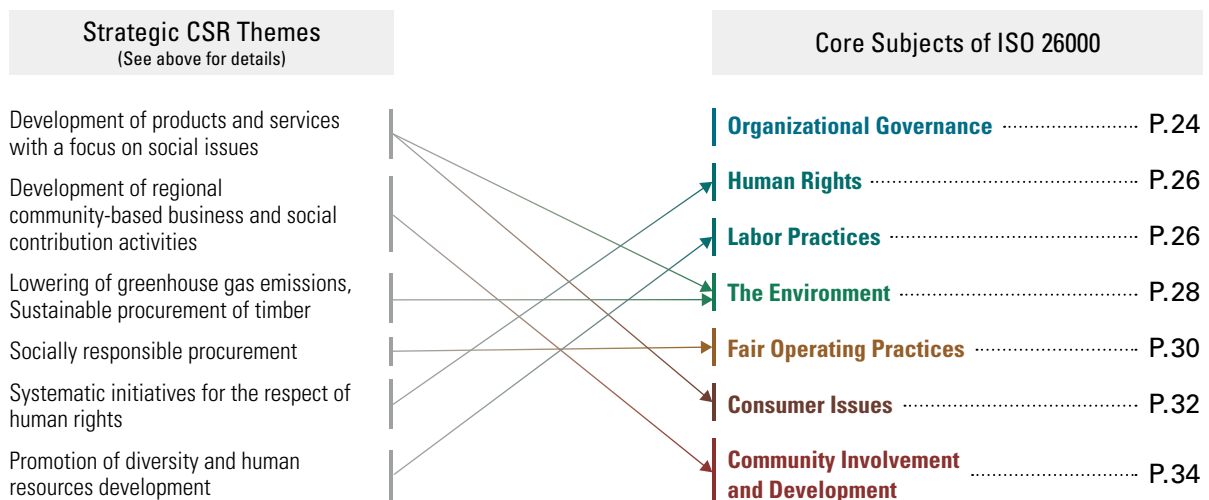 Strategic CSR Themes
(See above for details)
Development of products and services
with a focus on social issues
Development of regional
community-based business and social
contribution activities
Lowering of greenhouse gas emissions,
Sustainable procurement of timber
Socially responsible procurement
Systematic initiatives for the respect of
human rights
Promotion of diversity and human
resources development
Core Subjects of ISO 26000
Organizational Governance P.24
Human Rights P.26
Labor Practices P.26
The Environment P.28
Fair Operating Practices P.30
Consumer Issues P.32
Community Involvement
and Development P.34